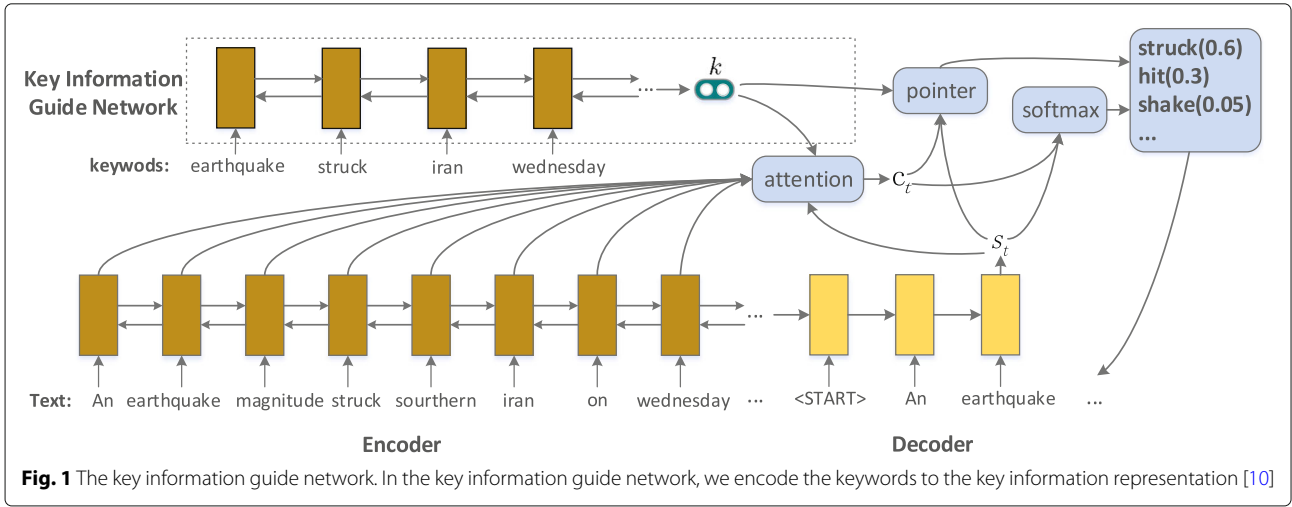 Key Information
Guide Network
k
pointer
softmax
struck(0.6)
hit(0.3)
shake(0.05)
...
...
keywods: earthquake struck iran wednesday
attention
Cₜ
Sₜ
...
Text: An earthquake magnitude struck sourthern iran on wednesday ... <START> An earthquake ...
Encoder Decoder
Fig. 1 The key information guide network. In the key information guide network, we encode the keywords to the key information representation [10]